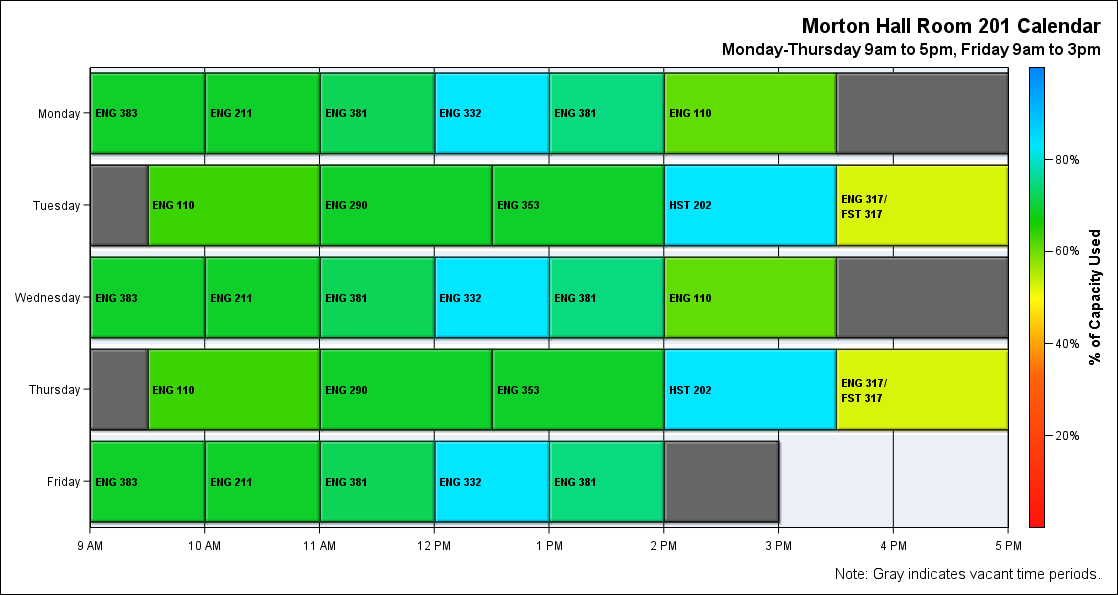 Morton Hall Room 201 Calendar
Monday-Thursday 9am to 5pm, Friday 9am to 3pm
Monday
ENG 383
ENG 211
ENG 381
ENG 332
ENG 381
ENG 110
Tuesday
ENG 110
ENG 290
ENG 353
HST 202
ENG 317/
FST 317
Wednesday
ENG 383
ENG 211
ENG 381
ENG 332
ENG 381
ENG 110
Thursday
ENG 110
ENG 290
ENG 353
HST 202
ENG 317/
FST 317
Friday
ENG 383
ENG 211
ENG 381
ENG 332
ENG 381
9 AM
10 AM
11 AM
12 PM
1 PM
2 PM
3 PM
4 PM
5 PM
80%
60%
40%
20%
% of Capacity Used
Note: Gray indicates vacant time periods.